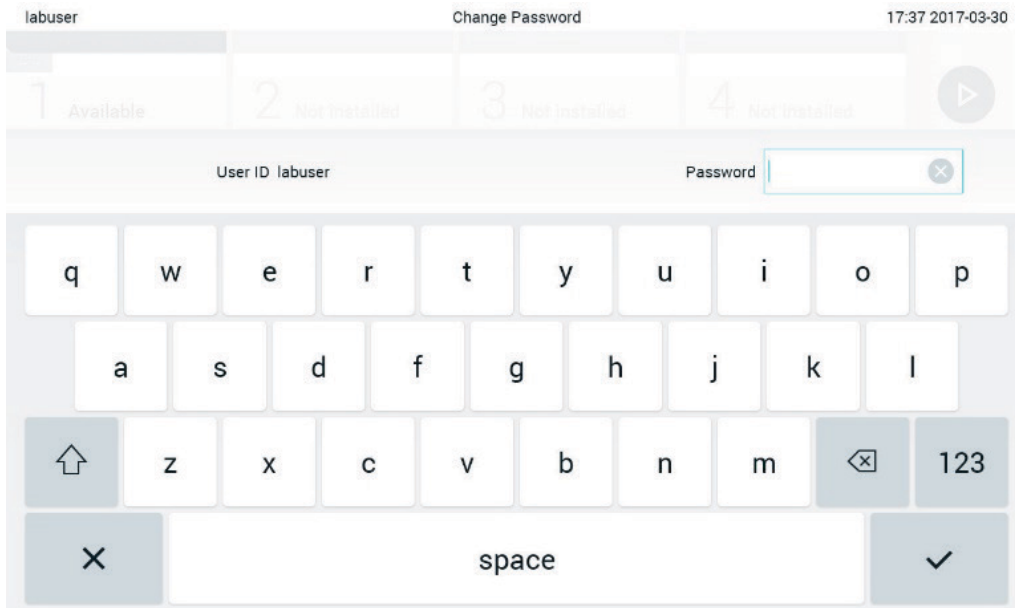 labuser Change Password 17:37 2017-03-30
1 Available 2 Not installed 3 Not installed 4 Not installed
User ID labuser Password
q w e r t y u i o p
a s d f g h j k l
z x c v b n m 123
space